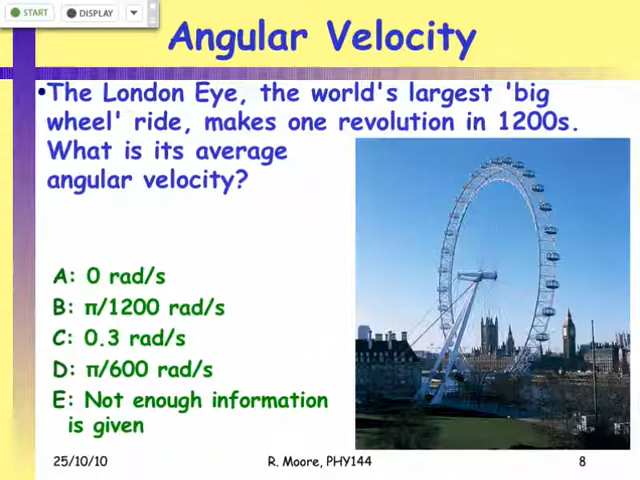 START DISPLAY
Angular Velocity
•The London Eye, the world's largest 'big
wheel' ride, makes one revolution in 1200s.
What is its average
angular velocity?
A: 0 rad/s
B: π/1200 rad/s
C: 0.3 rad/s
D: π/600 rad/s
E: Not enough information
is given
25/10/10 R. Moore, PHY144 8